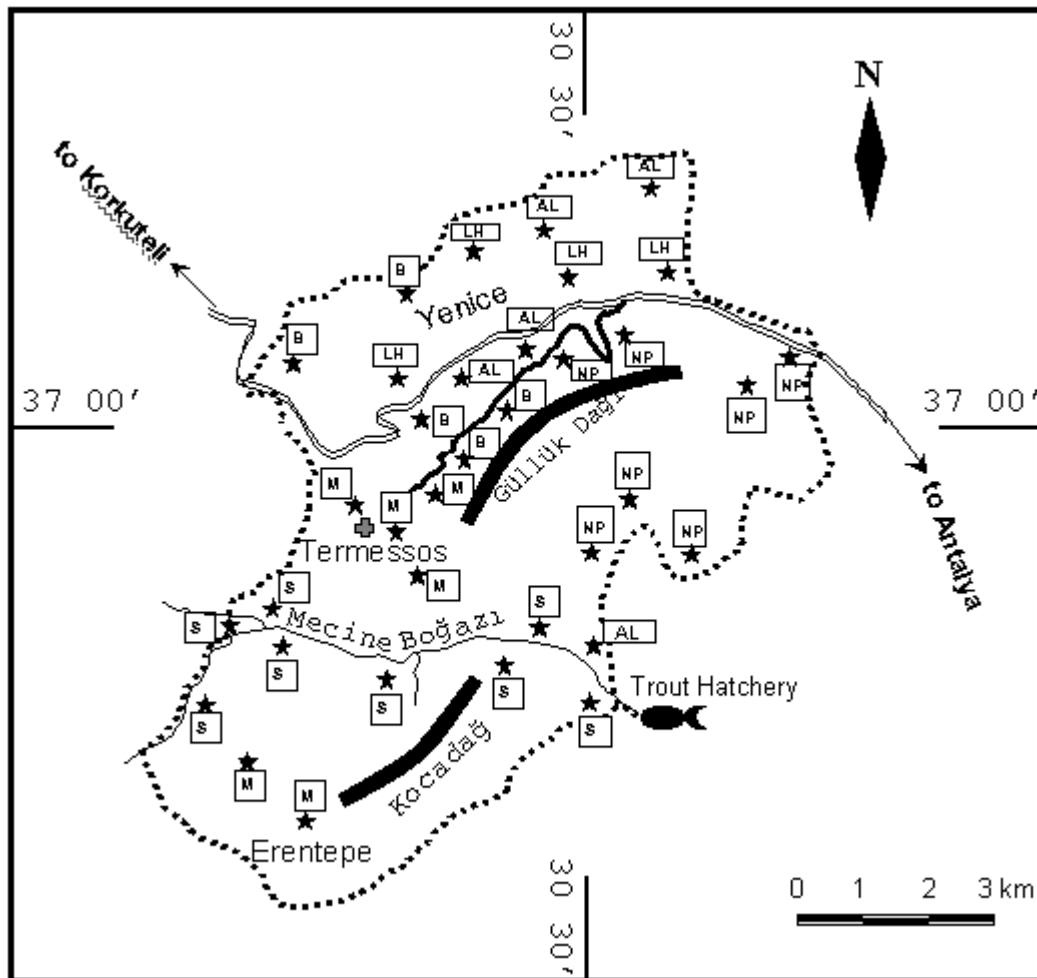 30 30′
N
to Korkuteli
AL
AL
LH
LH
LH
B
Yenice
AL
B
LH
AL
NP
NP
NP
NP
B
B
B
Güllük Dağı
37 00′
37 00′
M
M
M
NP
NP
NP
to Antalya
Termessos
M
S
S
S
Mecine Boğazı
AL
S
S
S
S
S
Trout Hatchery
Kocadağ
M
M
Erentepe
30 30′
0 1 2 3 km